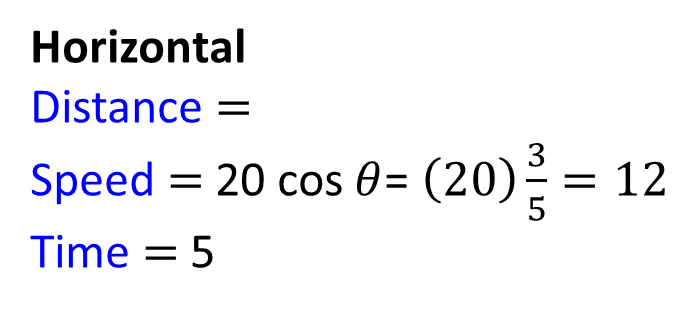 Horizontal
Distance =
Speed = 20 cos θ= (20) 3/5 = 12
Time = 5